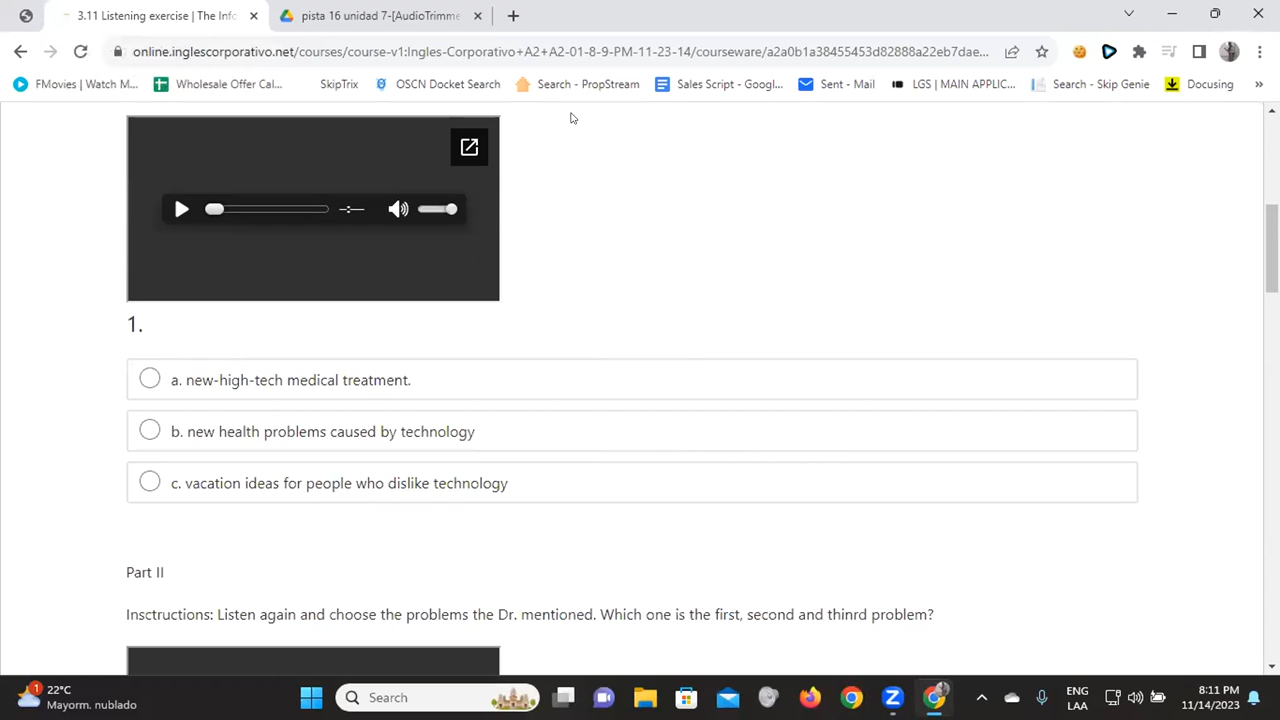 3.11 Listening exercise | The Info
pista 16 unidad 7-[AudioTrimme
online.inglescorporativo.net/courses/course-v1:Ingles-Corporativo+A2+A2-01-8-9-PM-11-23-14/courseware/a2a0b1a38455453d82888a22eb7dae...
FMovies | Watch M...
Wholesale Offer Cal...
SkipTrix
OSCN Docket Search
Search - PropStream
Sales Script - Googl...
Sent - Mail
LGS | MAIN APPLIC...
Search - Skip Genie
Docusing
»
1.
a. new-high-tech medical treatment.
b. new health problems caused by technology
c. vacation ideas for people who dislike technology
Part II
Insctructions: Listen again and choose the problems the Dr. mentioned. Which one is the first, second and thinrd problem?
1
22°C
Mayorm. nublado
Search
ENG
LAA
8:11 PM
11/14/2023